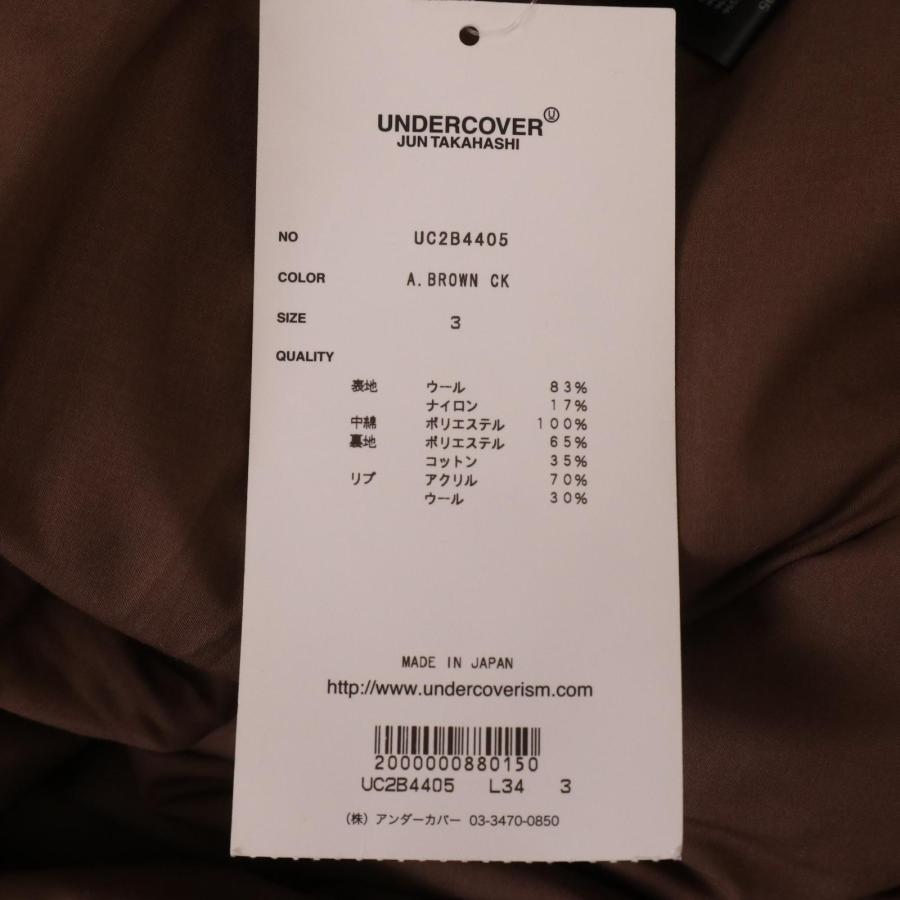 UNDERCOVER Ⓤ
JUN TAKAHASHI
NO UC2B4405
COLOR A.BROWN CK
SIZE 3
QUALITY
表地 ウール 83%
ナイロン 17%
中綿 ポリエステル 100%
裏地 ポリエステル 65%
コットン 35%
リブ アクリル 70%
ウール 30%
MADE IN JAPAN
http://www.undercoverism.com
2000000880150
UC2B4405 L34 3
(株) アンダーカバー 03-3470-0850